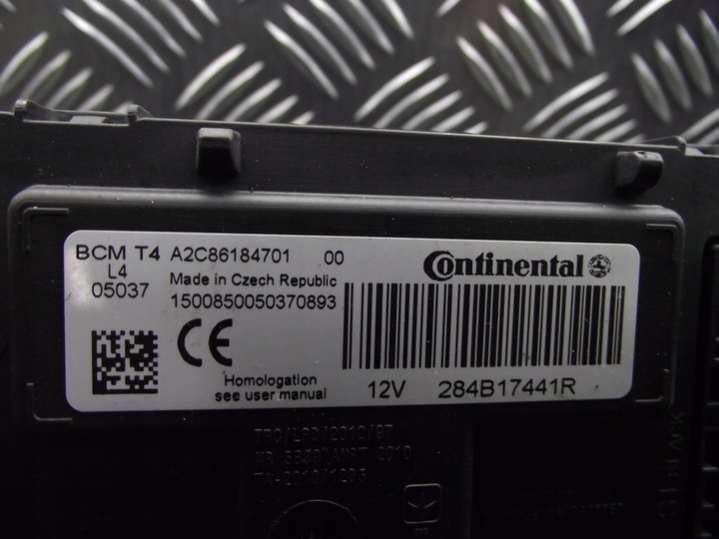 BCM T4 A2C86184701 00
L4
05037
Made in Czech Republic
1500850050370893
CE
Homologation
see user manual
Continental
12V 284B17441R
BLACK